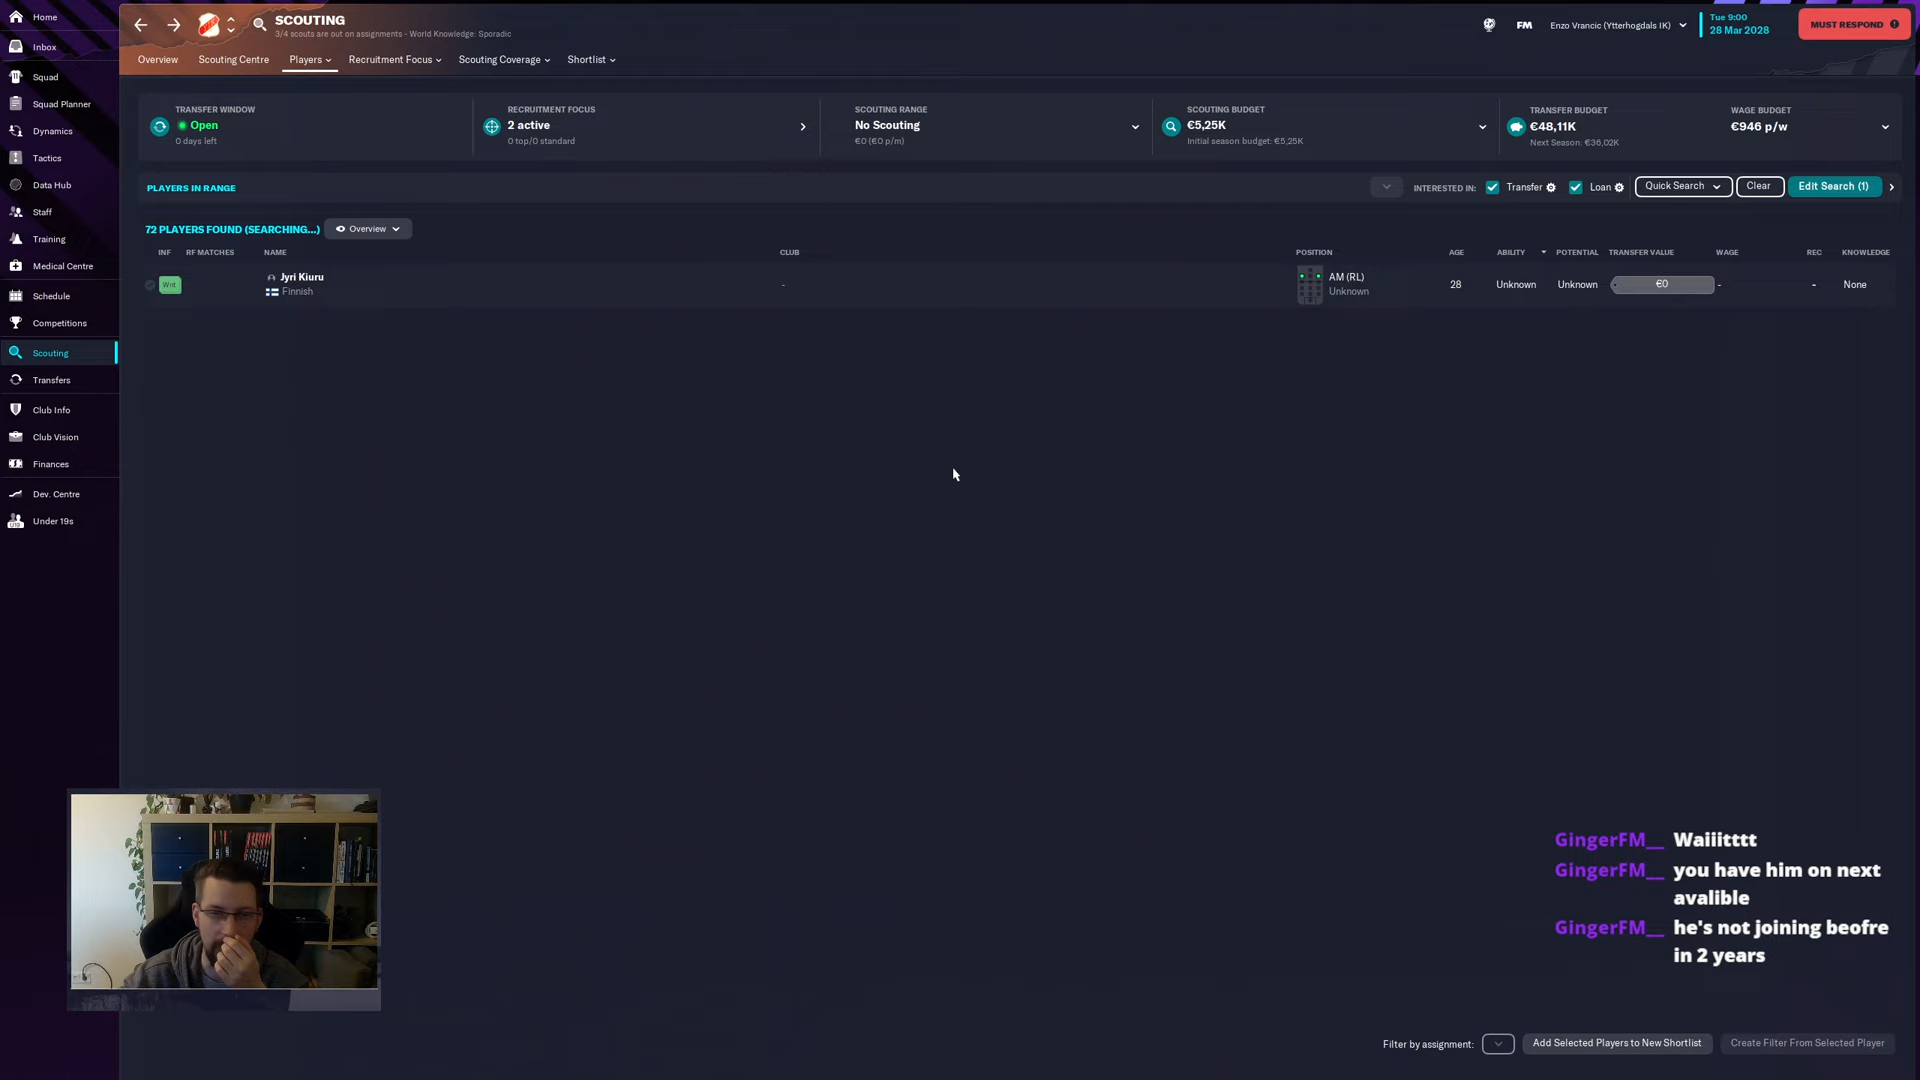 Home
Inbox
Squad
Squad Planner
Dynamics
Tactics
Data Hub
Staff
Training
Medical Centre
Schedule
Competitions
Scouting
Transfers
Club Info
Club Vision
Finances
Dev. Centre
Under 19s
SCOUTING
3/4 scouts are out on assignments - World Knowledge: Sporadic
FM
Enzo Vrancic (Ytterhogdals IK)
Tue 9:00
28 Mar 2028
MUST RESPOND
Overview
Scouting Centre
Players
Recruitment Focus
Scouting Coverage
Shortlist
TRANSFER WINDOW
Open
0 days left
RECRUITMENT FOCUS
2 active
0 top/0 standard
SCOUTING RANGE
No Scouting
€0 (€0 p/m)
SCOUTING BUDGET
€5,25K
Initial season budget: €5,25K
TRANSFER BUDGET
€48,11K
Next Season: €36,02K
WAGE BUDGET
€946 p/w
PLAYERS IN RANGE
INTERESTED IN:
Transfer
Loan
Quick Search
Clear
Edit Search (1)
72 PLAYERS FOUND (SEARCHING...)
Overview
INF RF MATCHES NAME CLUB POSITION AGE ABILITY POTENTIAL TRANSFER VALUE WAGE REC KNOWLEDGE
Wnt
Jyri Kiuru
Finnish
-
AM (RL)
Unknown
28
Unknown
Unknown
€0
-
-
None
GingerFM__ Waiiitttt
GingerFM__ you have him on next
avalible
GingerFM__ he's not joining beofre
in 2 years
Filter by assignment:
Add Selected Players to New Shortlist
Create Filter From Selected Player